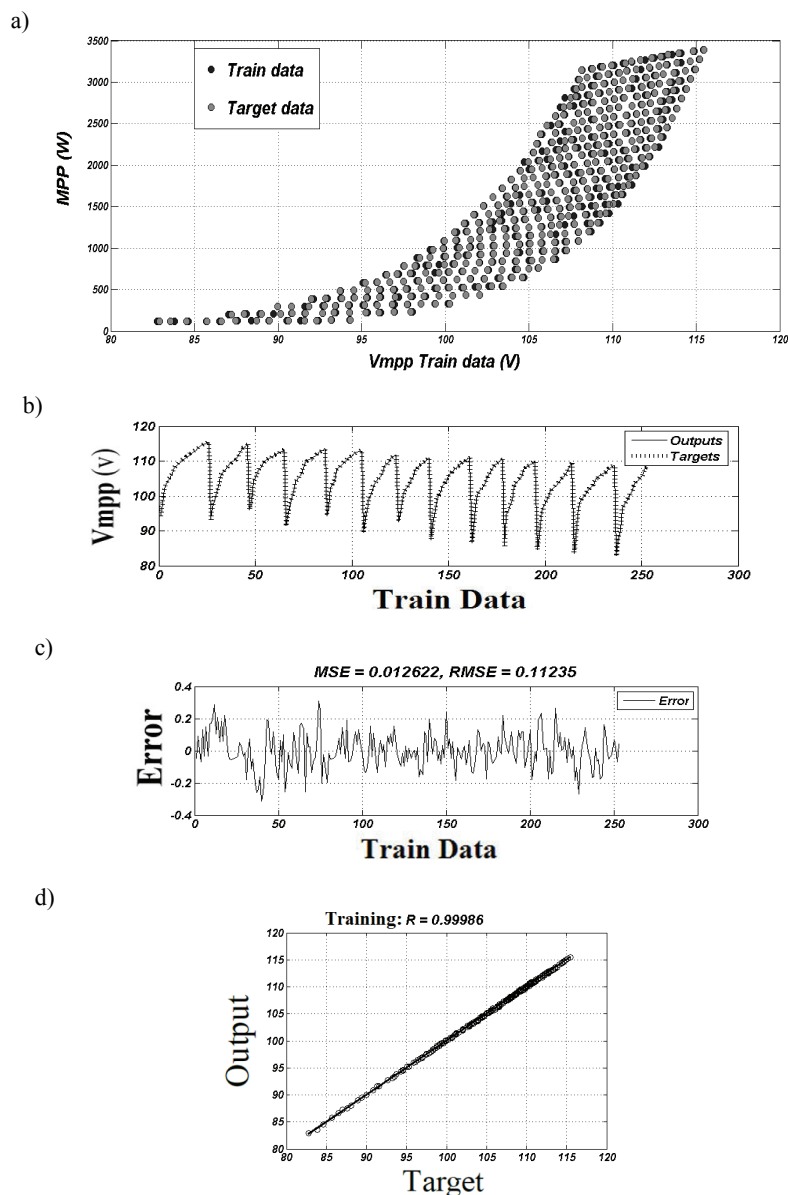 a)
3500
3000
2500
2000
1500
1000
500
0
MPP (W)
Train data
Target data
80 85 90 95 100 105 110 115 120
Vmpp Train data (V)
b)
120
110
100
90
80
Vmpp (v)
Outputs
Targets
0 50 100 150 200 250 300
Train Data
c)
MSE = 0.012622, RMSE = 0.11235
0.4
0.2
0
-0.2
-0.4
Error
Error
0 50 100 150 200 250 300
Train Data
d)
Training: R = 0.99986
120
115
110
105
100
95
90
85
80
Output
80 85 90 95 100 105 110 115 120
Target